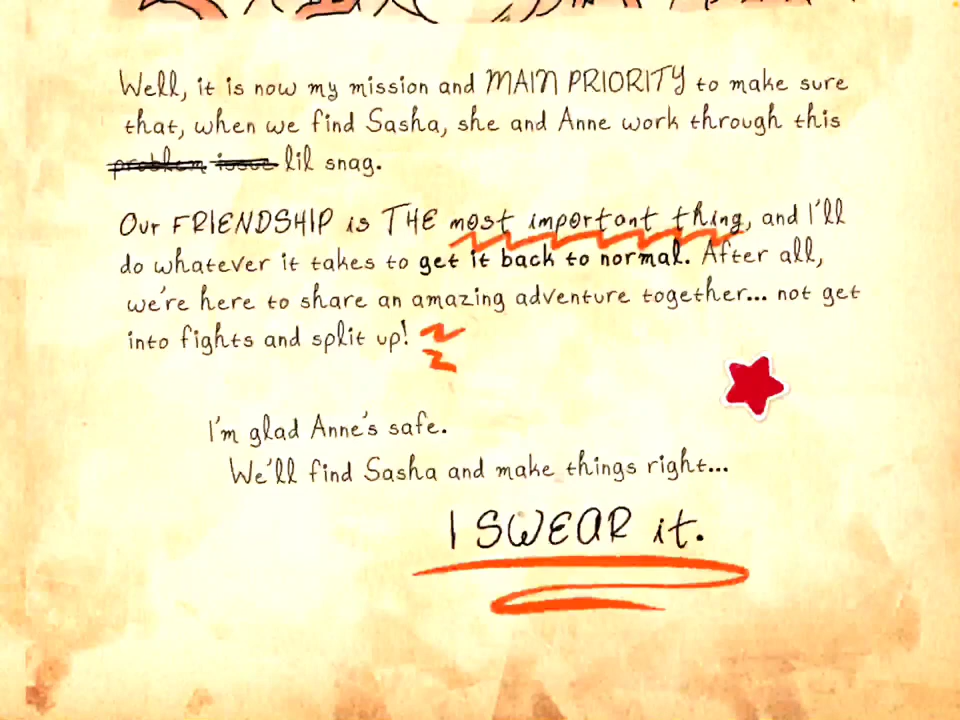 Well, it is now my mission and MAIN PRIORITY to make sure
that, when we find Sasha, she and Anne work through this
problem issue lil snag.
Our FRIENDSHIP is THE most important thing, and I'll
do whatever it takes to get it back to normal. After all,
we're here to share an amazing adventure together... not get
into fights and split up!
I'm glad Anne's safe.
We'll find Sasha and make things right...
I SWEAR it.